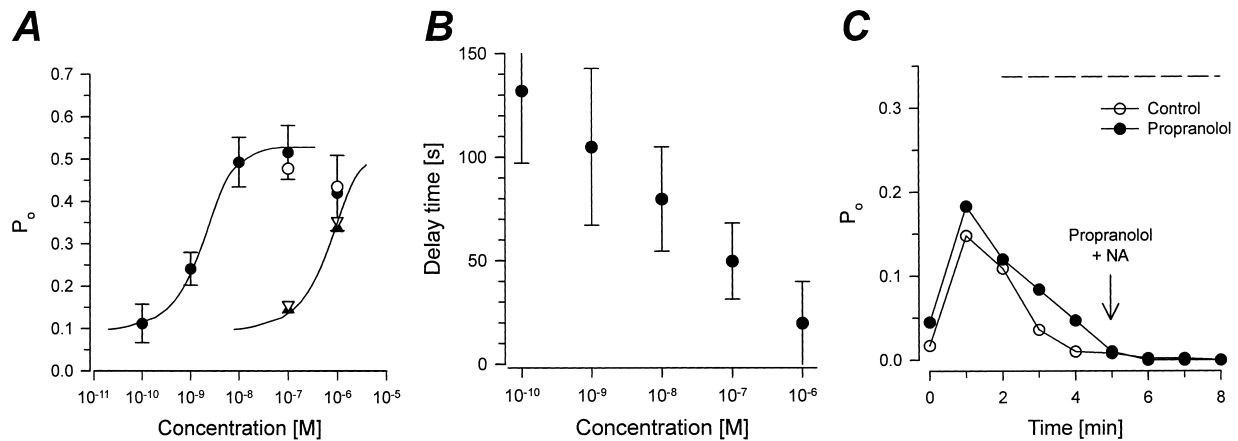 A
0.7
0.6
0.5
0.4
0.3
0.2
0.1
0.0
Po
10-11
10-10
10-9
10-8
10-7
10-6
10-5
Concentration [M]
B
150
100
50
0
Delay time [s]
10-10
10-9
10-8
10-7
10-6
Concentration [M]
C
0.3
0.2
0.1
0.0
Po
Control
Propranolol
Propranolol
+ NA
0
2
4
6
8
Time [min]